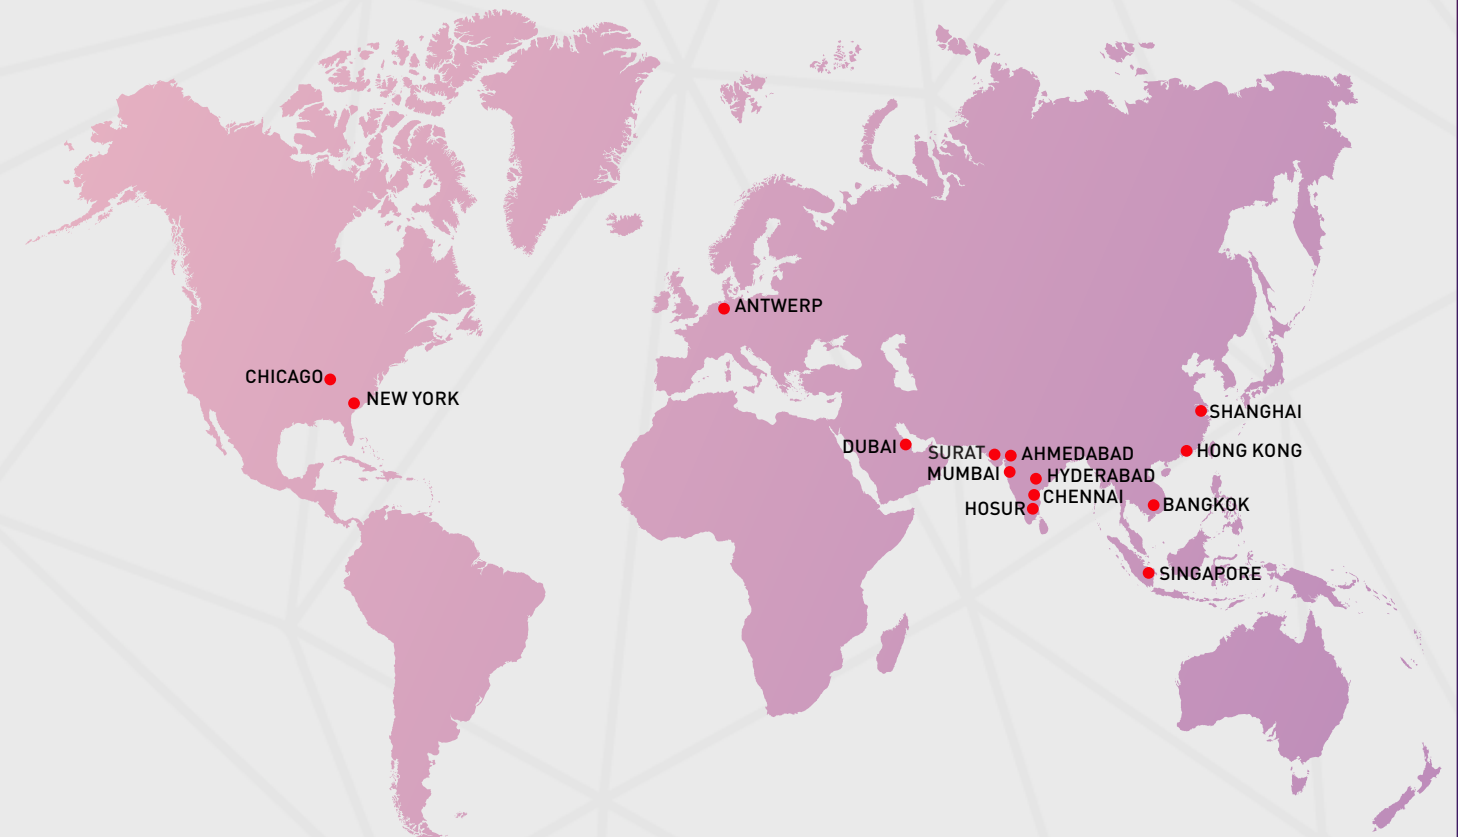 ANTWERP
CHICAGO
NEW YORK
SHANGHAI
DUBAI
SURAT
AHMEDABAD
HONG KONG
MUMBAI
HYDERABAD
CHENNAI
HOSUR
BANGKOK
SINGAPORE